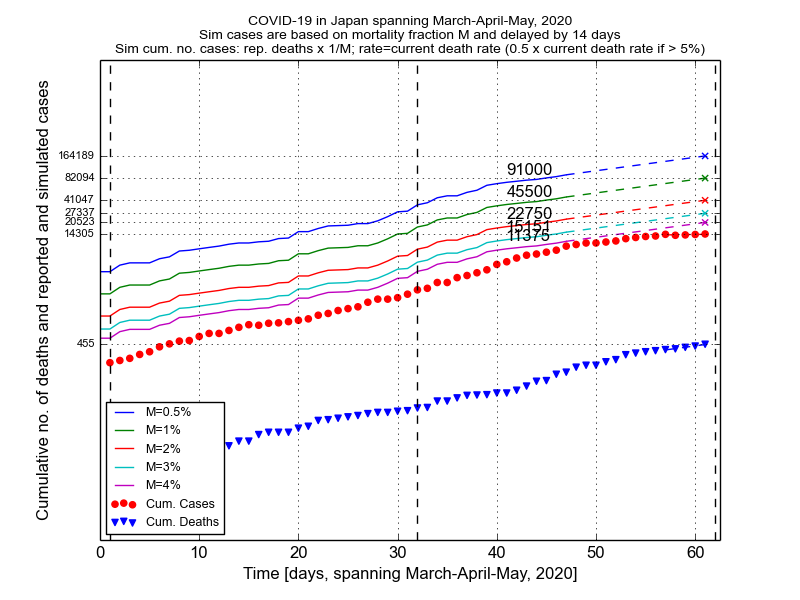 COVID-19 in Japan spanning March-April-May, 2020
Sim cases are based on mortality fraction M and delayed by 14 days
Sim cum. no. cases: rep. deaths x 1/M; rate=current death rate (0.5 x current death rate if > 5%)
Cumulative no. of deaths and reported and simulated cases
164189
82094
41047
27337
20523
14305
455
91000
45500
22750
15151
11375
M=0.5%
M=1%
M=2%
M=3%
M=4%
Cum. Cases
Cum. Deaths
0 10 20 30 40 50 60
Time [days, spanning March-April-May, 2020]